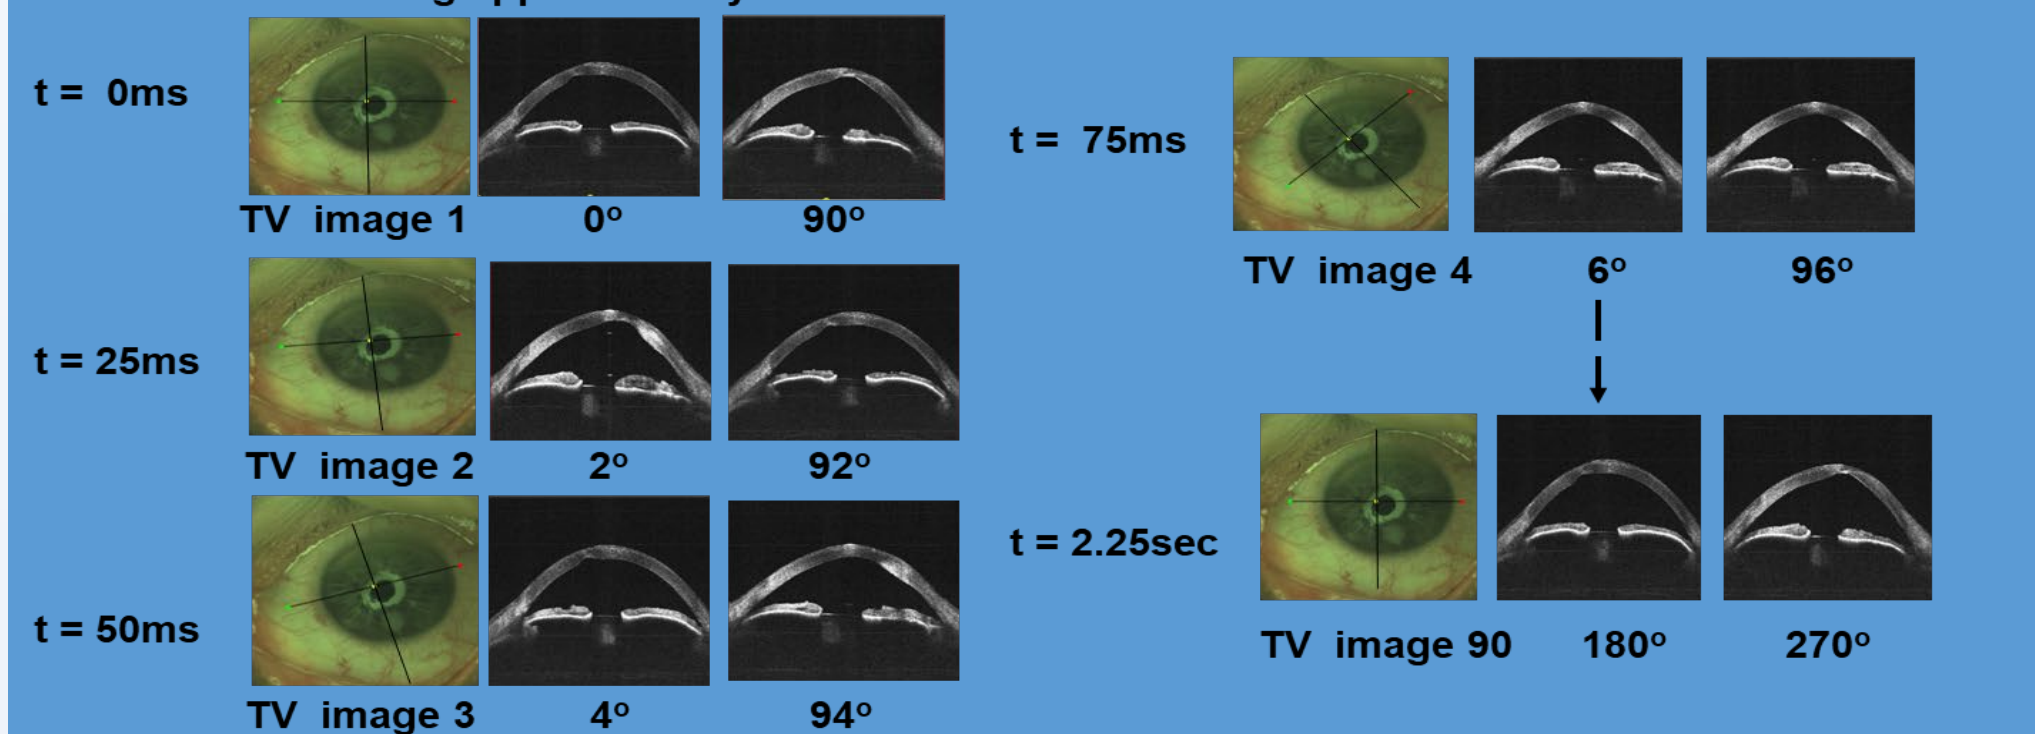 t = 0ms
TV image 1
0°
90°
t = 25ms
TV image 2
2°
92°
t = 50ms
TV image 3
4°
94°
t = 75ms
TV image 4
6°
96°
t = 2.25sec
TV image 90
180°
270°